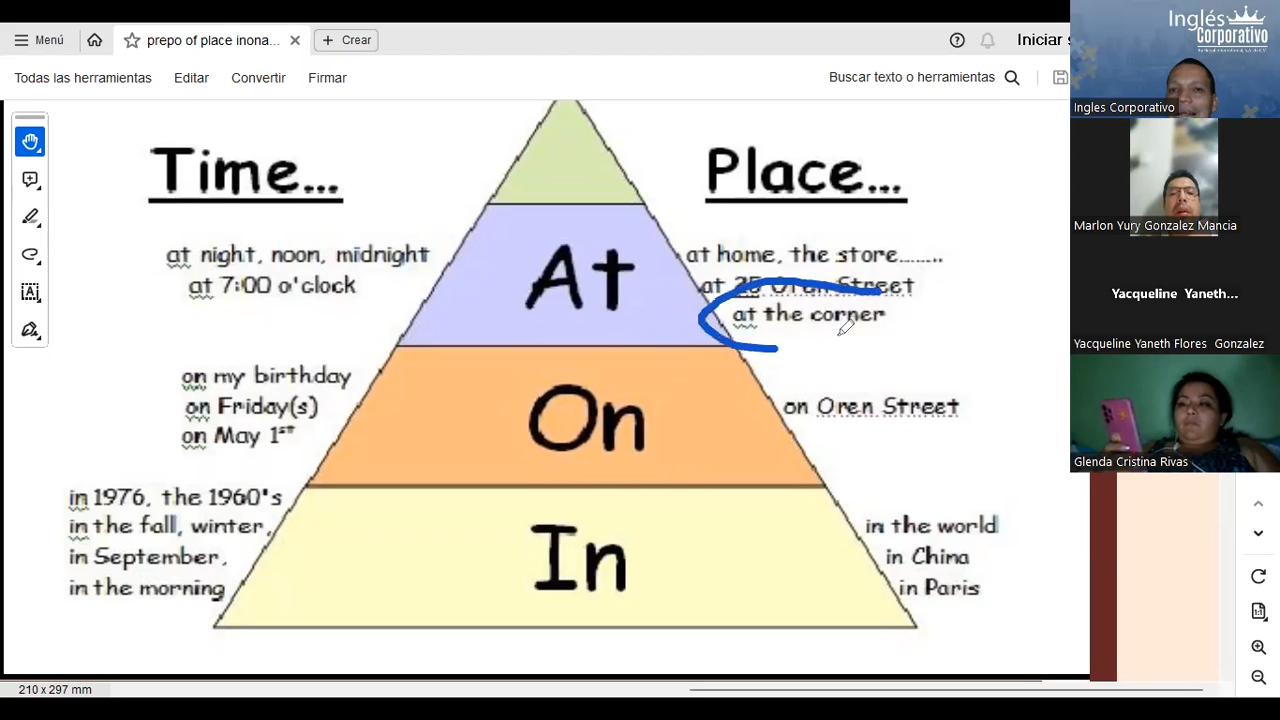 Menú
prepo of place inona...
Crear
Iniciar s
Todas las herramientas
Editar
Convertir
Firmar
Buscar texto o herramientas
Time...
Place...
at night, noon, midnight
at 7:00 o'clock
At
at home, the store........
at 25 Oren Street
at the corner
on my birthday
on Friday(s)
on May 1st
On
on Oren Street
in 1976, the 1960's
in the fall, winter,
in September,
in the morning
In
in the world
in China
in Paris
210 x 297 mm
Inglés
Corporativo
Ingles Corporativo
Marlon Yury Gonzalez Mancia
Yacqueline Yaneth...
Yacqueline Yaneth Flores Gonzalez
Glenda Cristina Rivas